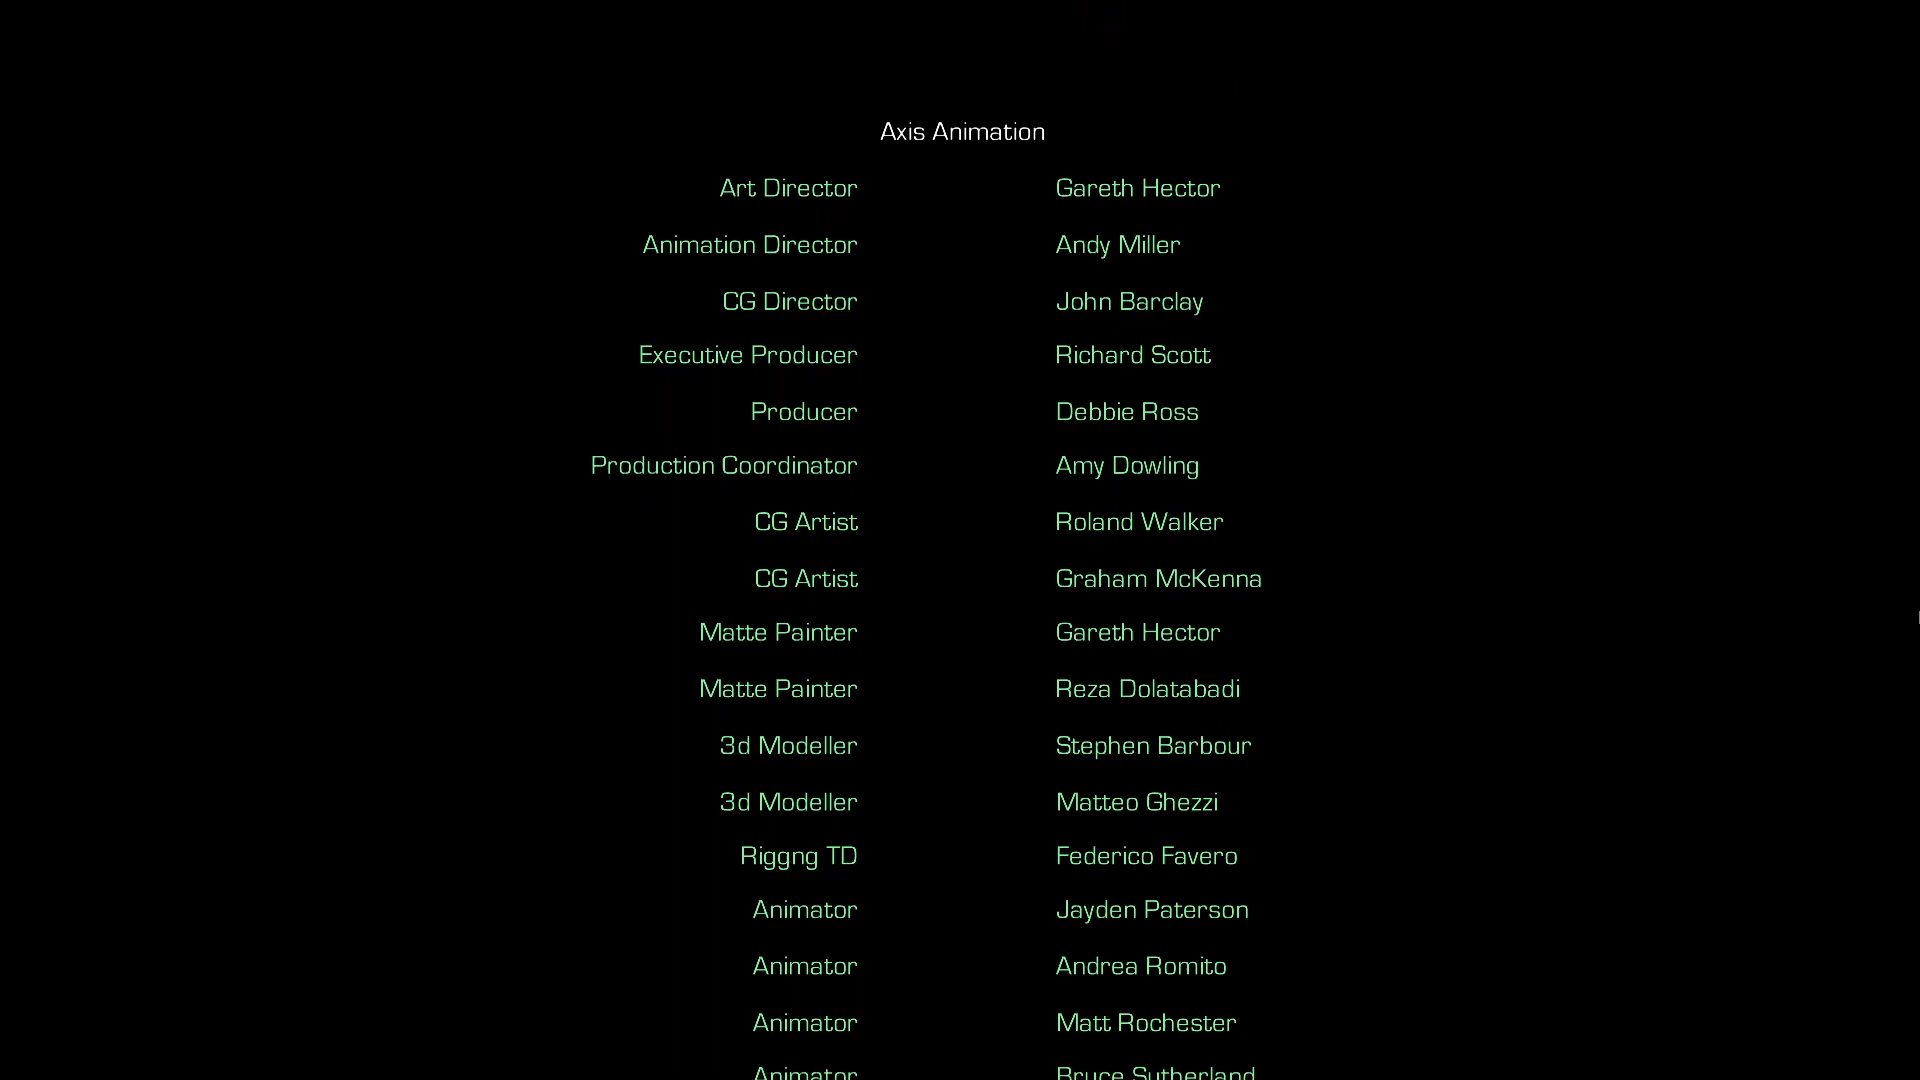 Axis Animation
Art Director Gareth Hector
Animation Director Andy Miller
CG Director John Barclay
Executive Producer Richard Scott
Producer Debbie Ross
Production Coordinator Amy Dowling
CG Artist Roland Walker
CG Artist Graham McKenna
Matte Painter Gareth Hector
Matte Painter Reza Dolatabadi
3d Modeller Stephen Barbour
3d Modeller Matteo Ghezzi
Riggng TD Federico Favero
Animator Jayden Paterson
Animator Andrea Romito
Animator Matt Rochester
Animator Bruce Sutherland